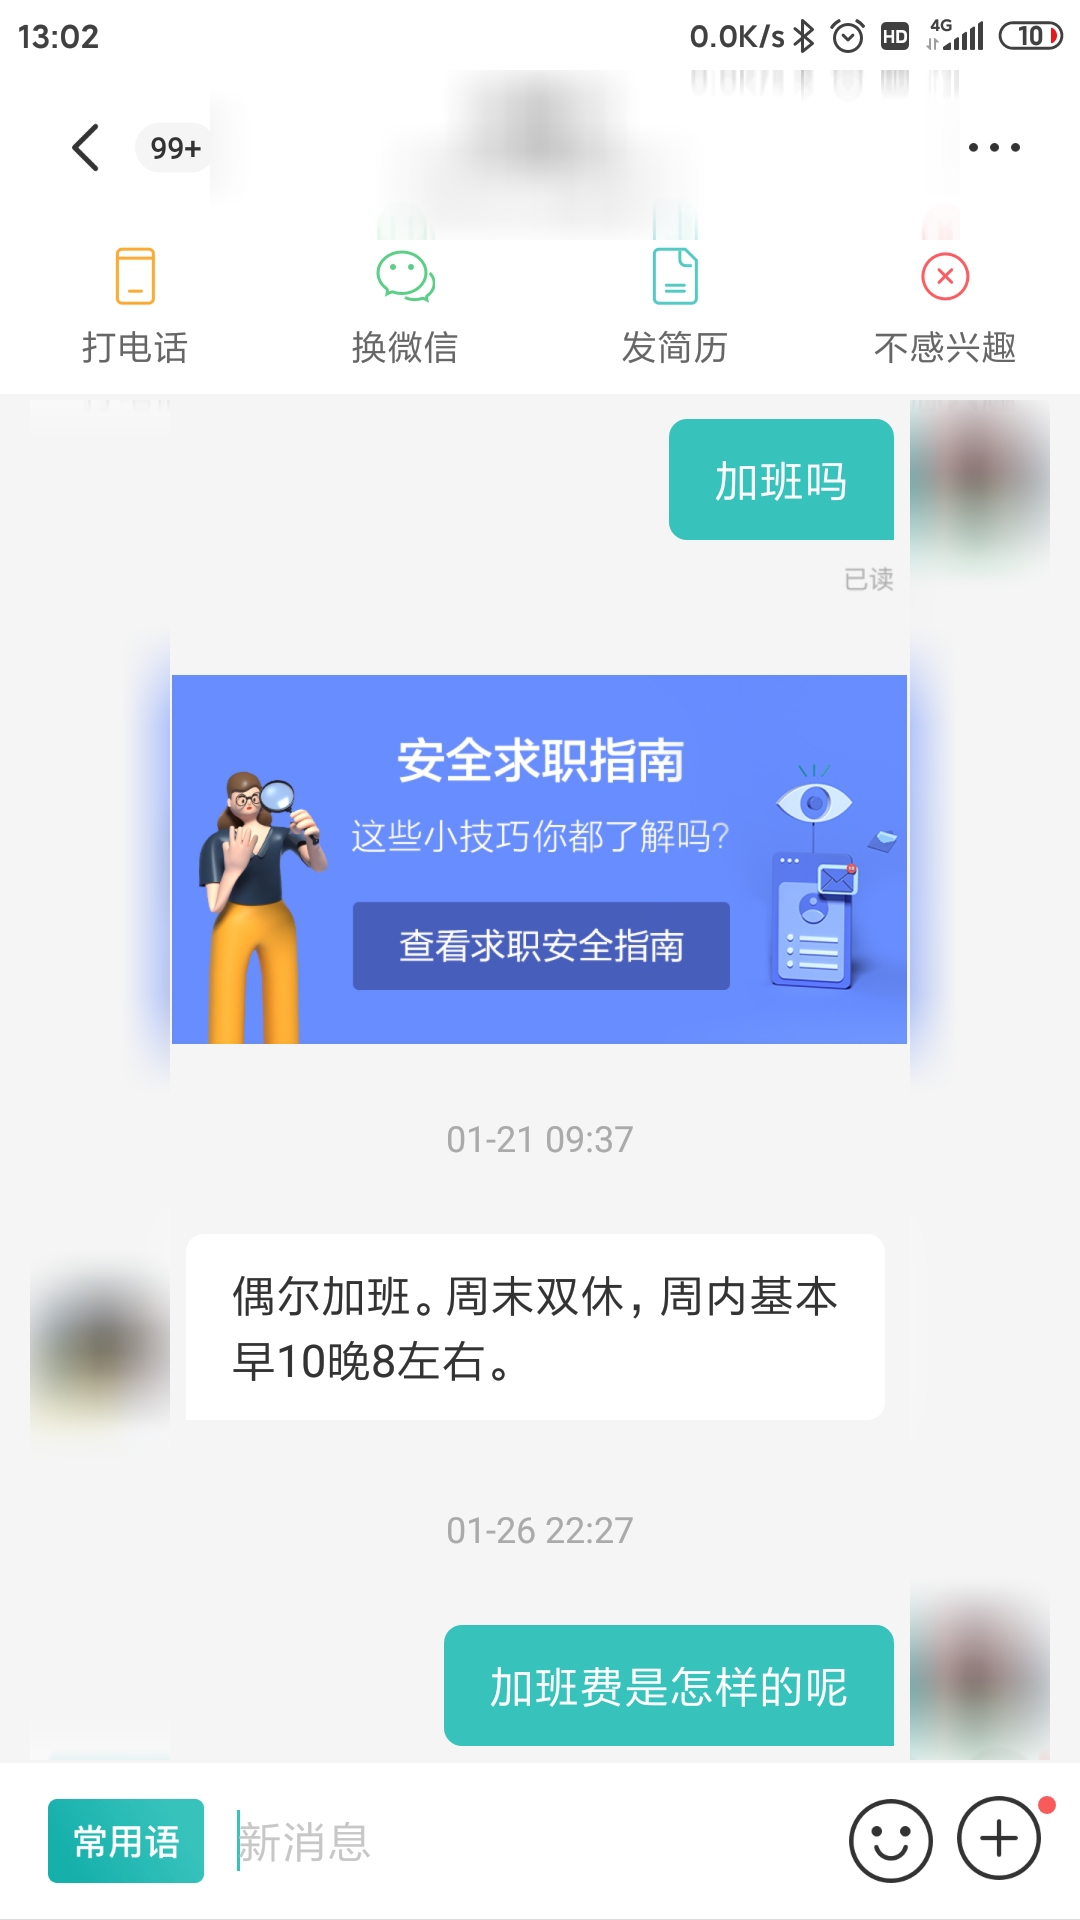 13:02
0.0K/s
HD
4G
10
99+
打电话
换微信
发简历
不感兴趣
加班吗
已读
安全求职指南
这些小技巧你都了解吗?
查看求职安全指南
01-21 09:37
偶尔加班。周末双休，周内基本
早10晚8左右。
01-26 22:27
加班费是怎样的呢
常用语
新消息